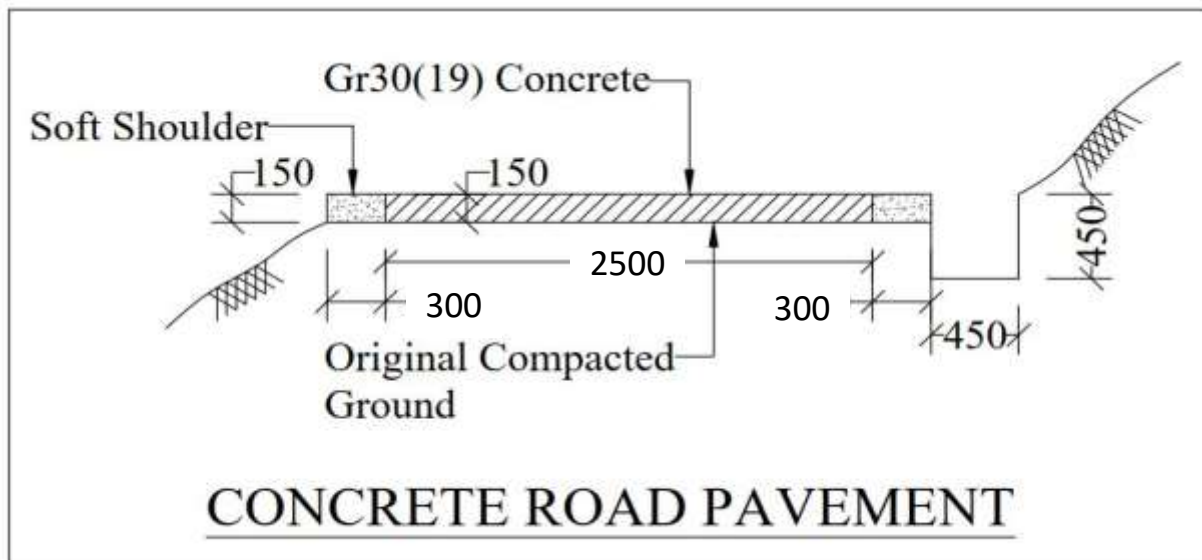 Gr30(19) Concrete
Soft Shoulder
150
150
450
2500
300
300
450
Original Compacted
Ground
CONCRETE ROAD PAVEMENT